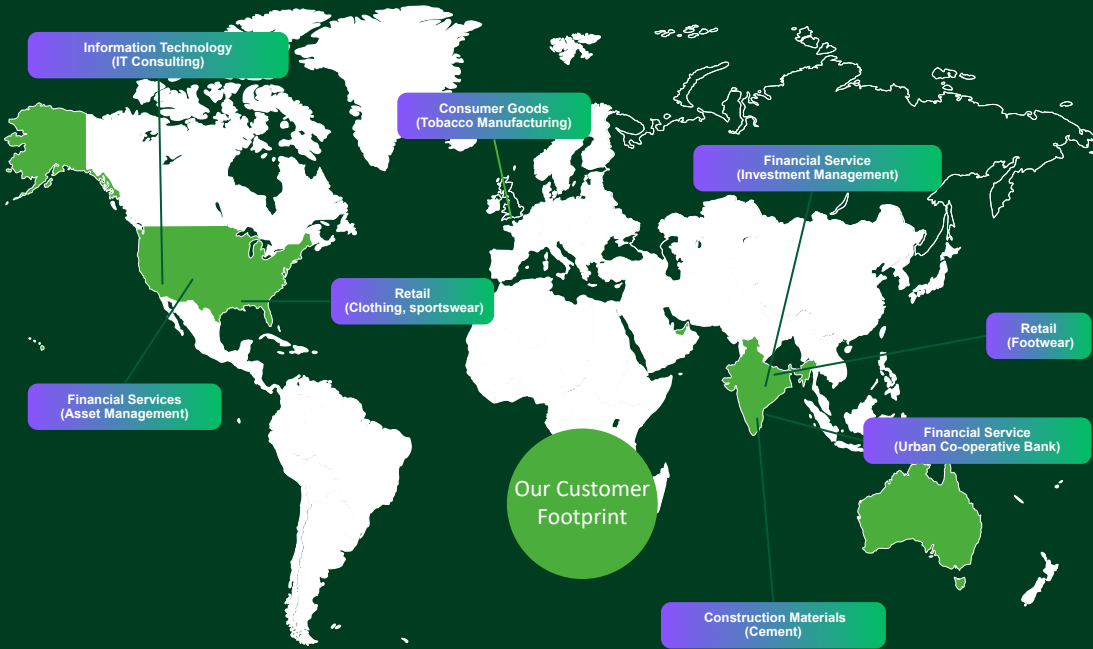 Information Technology
(IT Consulting)
Consumer Goods
(Tobacco Manufacturing)
Financial Service
(Investment Management)
Retail
(Clothing, sportswear)
Retail
(Footwear)
Financial Services
(Asset Management)
Financial Service
(Urban Co-operative Bank)
Our Customer
Footprint
Construction Materials
(Cement)